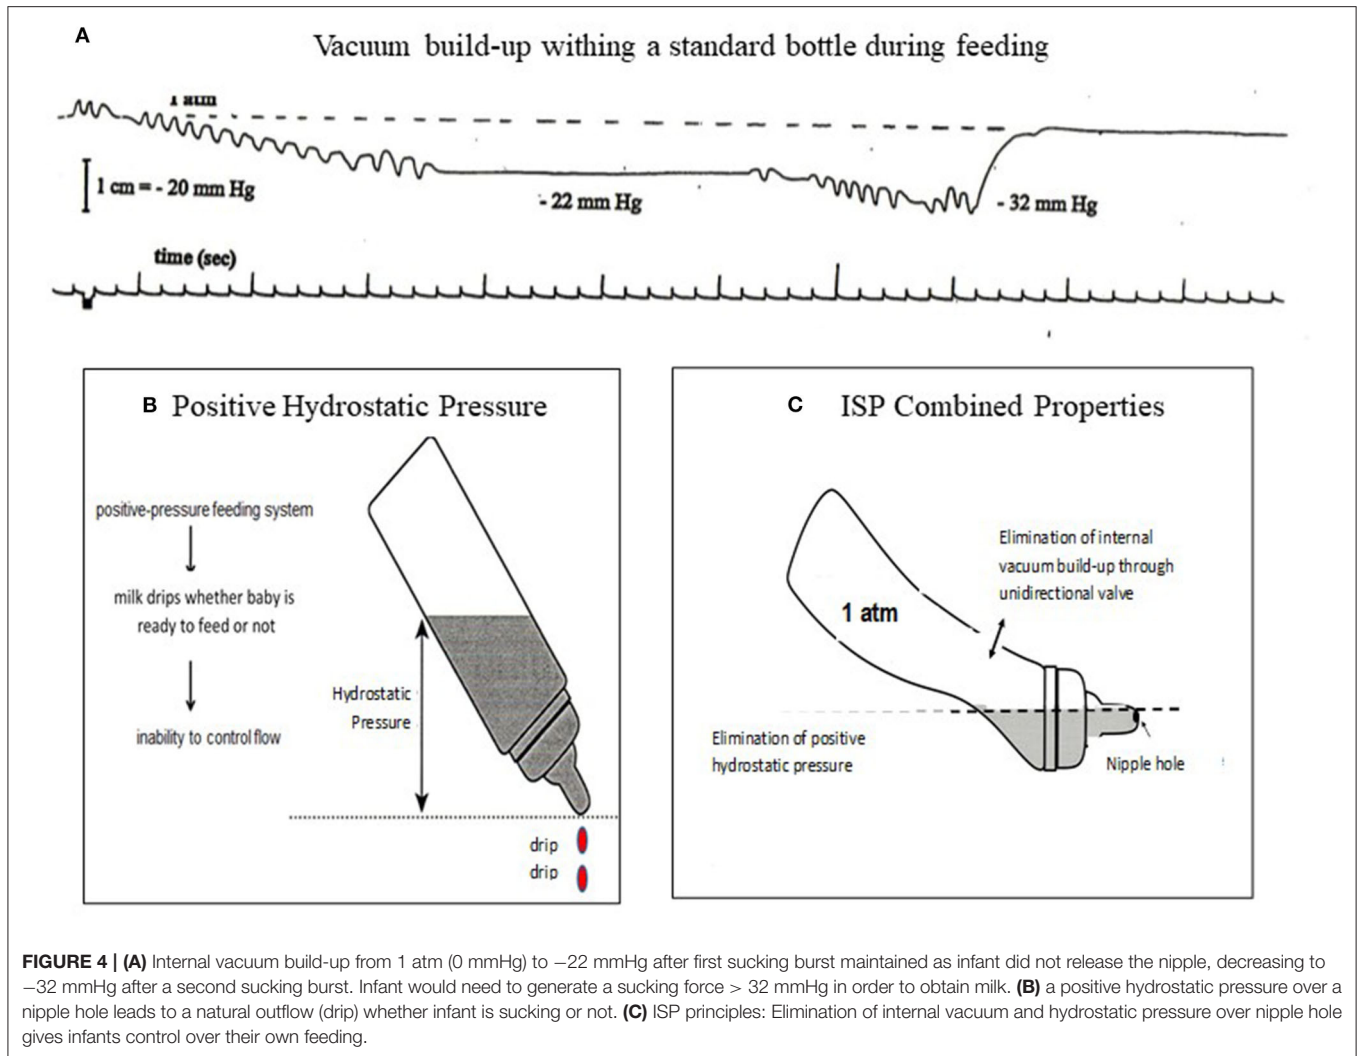 A
Vacuum build-up withing a standard bottle during feeding
1 atm
1 cm = - 20 mm Hg
- 22 mm Hg
- 32 mm Hg
time (sec)
B Positive Hydrostatic Pressure
positive-pressure feeding system
milk drips whether baby is
ready to feed or not
inability to control flow
Hydrostatic
Pressure
drip
drip
C ISP Combined Properties
Elimination of internal
vacuum build-up through
unidirectional valve
1 atm
Elimination of positive
hydrostatic pressure
Nipple hole
FIGURE 4 | (A) Internal vacuum build-up from 1 atm (0 mmHg) to −22 mmHg after first sucking burst maintained as infant did not release the nipple, decreasing to
−32 mmHg after a second sucking burst. Infant would need to generate a sucking force > 32 mmHg in order to obtain milk. (B) a positive hydrostatic pressure over a
nipple hole leads to a natural outflow (drip) whether infant is sucking or not. (C) ISP principles: Elimination of internal vacuum and hydrostatic pressure over nipple hole
gives infants control over their own feeding.